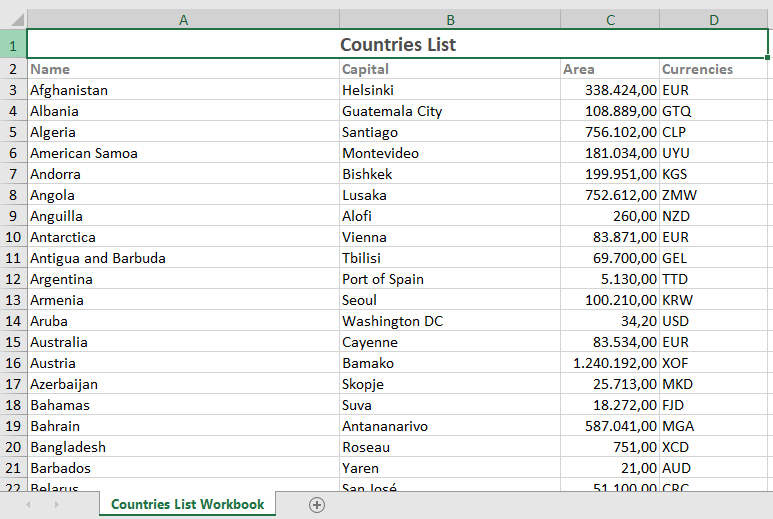 A B C D
1 Countries List
2 Name Capital Area Currencies
3 Afghanistan Helsinki 338.424,00 EUR
4 Albania Guatemala City 108.889,00 GTQ
5 Algeria Santiago 756.102,00 CLP
6 American Samoa Montevideo 181.034,00 UYU
7 Andorra Bishkek 199.951,00 KGS
8 Angola Lusaka 752.612,00 ZMW
9 Anguilla Alofi 260,00 NZD
10 Antarctica Vienna 83.871,00 EUR
11 Antigua and Barbuda Tbilisi 69.700,00 GEL
12 Argentina Port of Spain 5.130,00 TTD
13 Armenia Seoul 100.210,00 KRW
14 Aruba Washington DC 34,20 USD
15 Australia Cayenne 83.534,00 EUR
16 Austria Bamako 1.240.192,00 XOF
17 Azerbaijan Skopje 25.713,00 MKD
18 Bahamas Suva 18.272,00 FJD
19 Bahrain Antananarivo 587.041,00 MGA
20 Bangladesh Roseau 751,00 XCD
21 Barbados Yaren 21,00 AUD
22 Belarus San José 51.100,00 CRC
Countries List Workbook